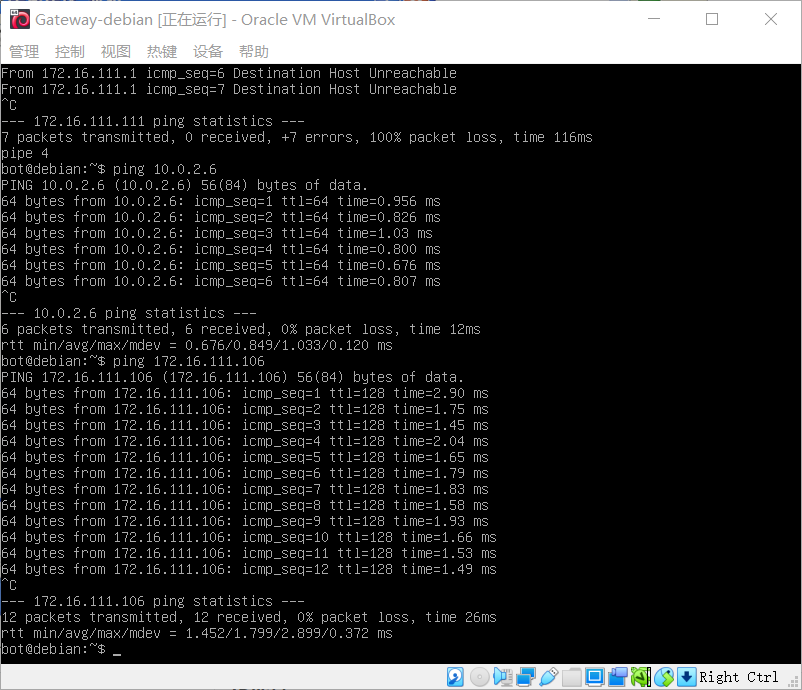 Gateway-debian [正在运行] - Oracle VM VirtualBox
管理 控制 视图 热键 设备 帮助
From 172.16.111.1 icmp_seq=6 Destination Host Unreachable
From 172.16.111.1 icmp_seq=7 Destination Host Unreachable
^C
--- 172.16.111.111 ping statistics ---
7 packets transmitted, 0 received, +7 errors, 100% packet loss, time 116ms
pipe 4
bot@debian:~$ ping 10.0.2.6
PING 10.0.2.6 (10.0.2.6) 56(84) bytes of data.
64 bytes from 10.0.2.6: icmp_seq=1 ttl=64 time=0.956 ms
64 bytes from 10.0.2.6: icmp_seq=2 ttl=64 time=0.826 ms
64 bytes from 10.0.2.6: icmp_seq=3 ttl=64 time=1.03 ms
64 bytes from 10.0.2.6: icmp_seq=4 ttl=64 time=0.800 ms
64 bytes from 10.0.2.6: icmp_seq=5 ttl=64 time=0.676 ms
64 bytes from 10.0.2.6: icmp_seq=6 ttl=64 time=0.807 ms
^C
--- 10.0.2.6 ping statistics ---
6 packets transmitted, 6 received, 0% packet loss, time 12ms
rtt min/avg/max/mdev = 0.676/0.849/1.033/0.120 ms
bot@debian:~$ ping 172.16.111.106
PING 172.16.111.106 (172.16.111.106) 56(84) bytes of data.
64 bytes from 172.16.111.106: icmp_seq=1 ttl=128 time=2.90 ms
64 bytes from 172.16.111.106: icmp_seq=2 ttl=128 time=1.75 ms
64 bytes from 172.16.111.106: icmp_seq=3 ttl=128 time=1.45 ms
64 bytes from 172.16.111.106: icmp_seq=4 ttl=128 time=2.04 ms
64 bytes from 172.16.111.106: icmp_seq=5 ttl=128 time=1.65 ms
64 bytes from 172.16.111.106: icmp_seq=6 ttl=128 time=1.79 ms
64 bytes from 172.16.111.106: icmp_seq=7 ttl=128 time=1.83 ms
64 bytes from 172.16.111.106: icmp_seq=8 ttl=128 time=1.58 ms
64 bytes from 172.16.111.106: icmp_seq=9 ttl=128 time=1.93 ms
64 bytes from 172.16.111.106: icmp_seq=10 ttl=128 time=1.66 ms
64 bytes from 172.16.111.106: icmp_seq=11 ttl=128 time=1.53 ms
64 bytes from 172.16.111.106: icmp_seq=12 ttl=128 time=1.49 ms
^C
--- 172.16.111.106 ping statistics ---
12 packets transmitted, 12 received, 0% packet loss, time 26ms
rtt min/avg/max/mdev = 1.452/1.799/2.899/0.372 ms
bot@debian:~$ _
Right Ctrl